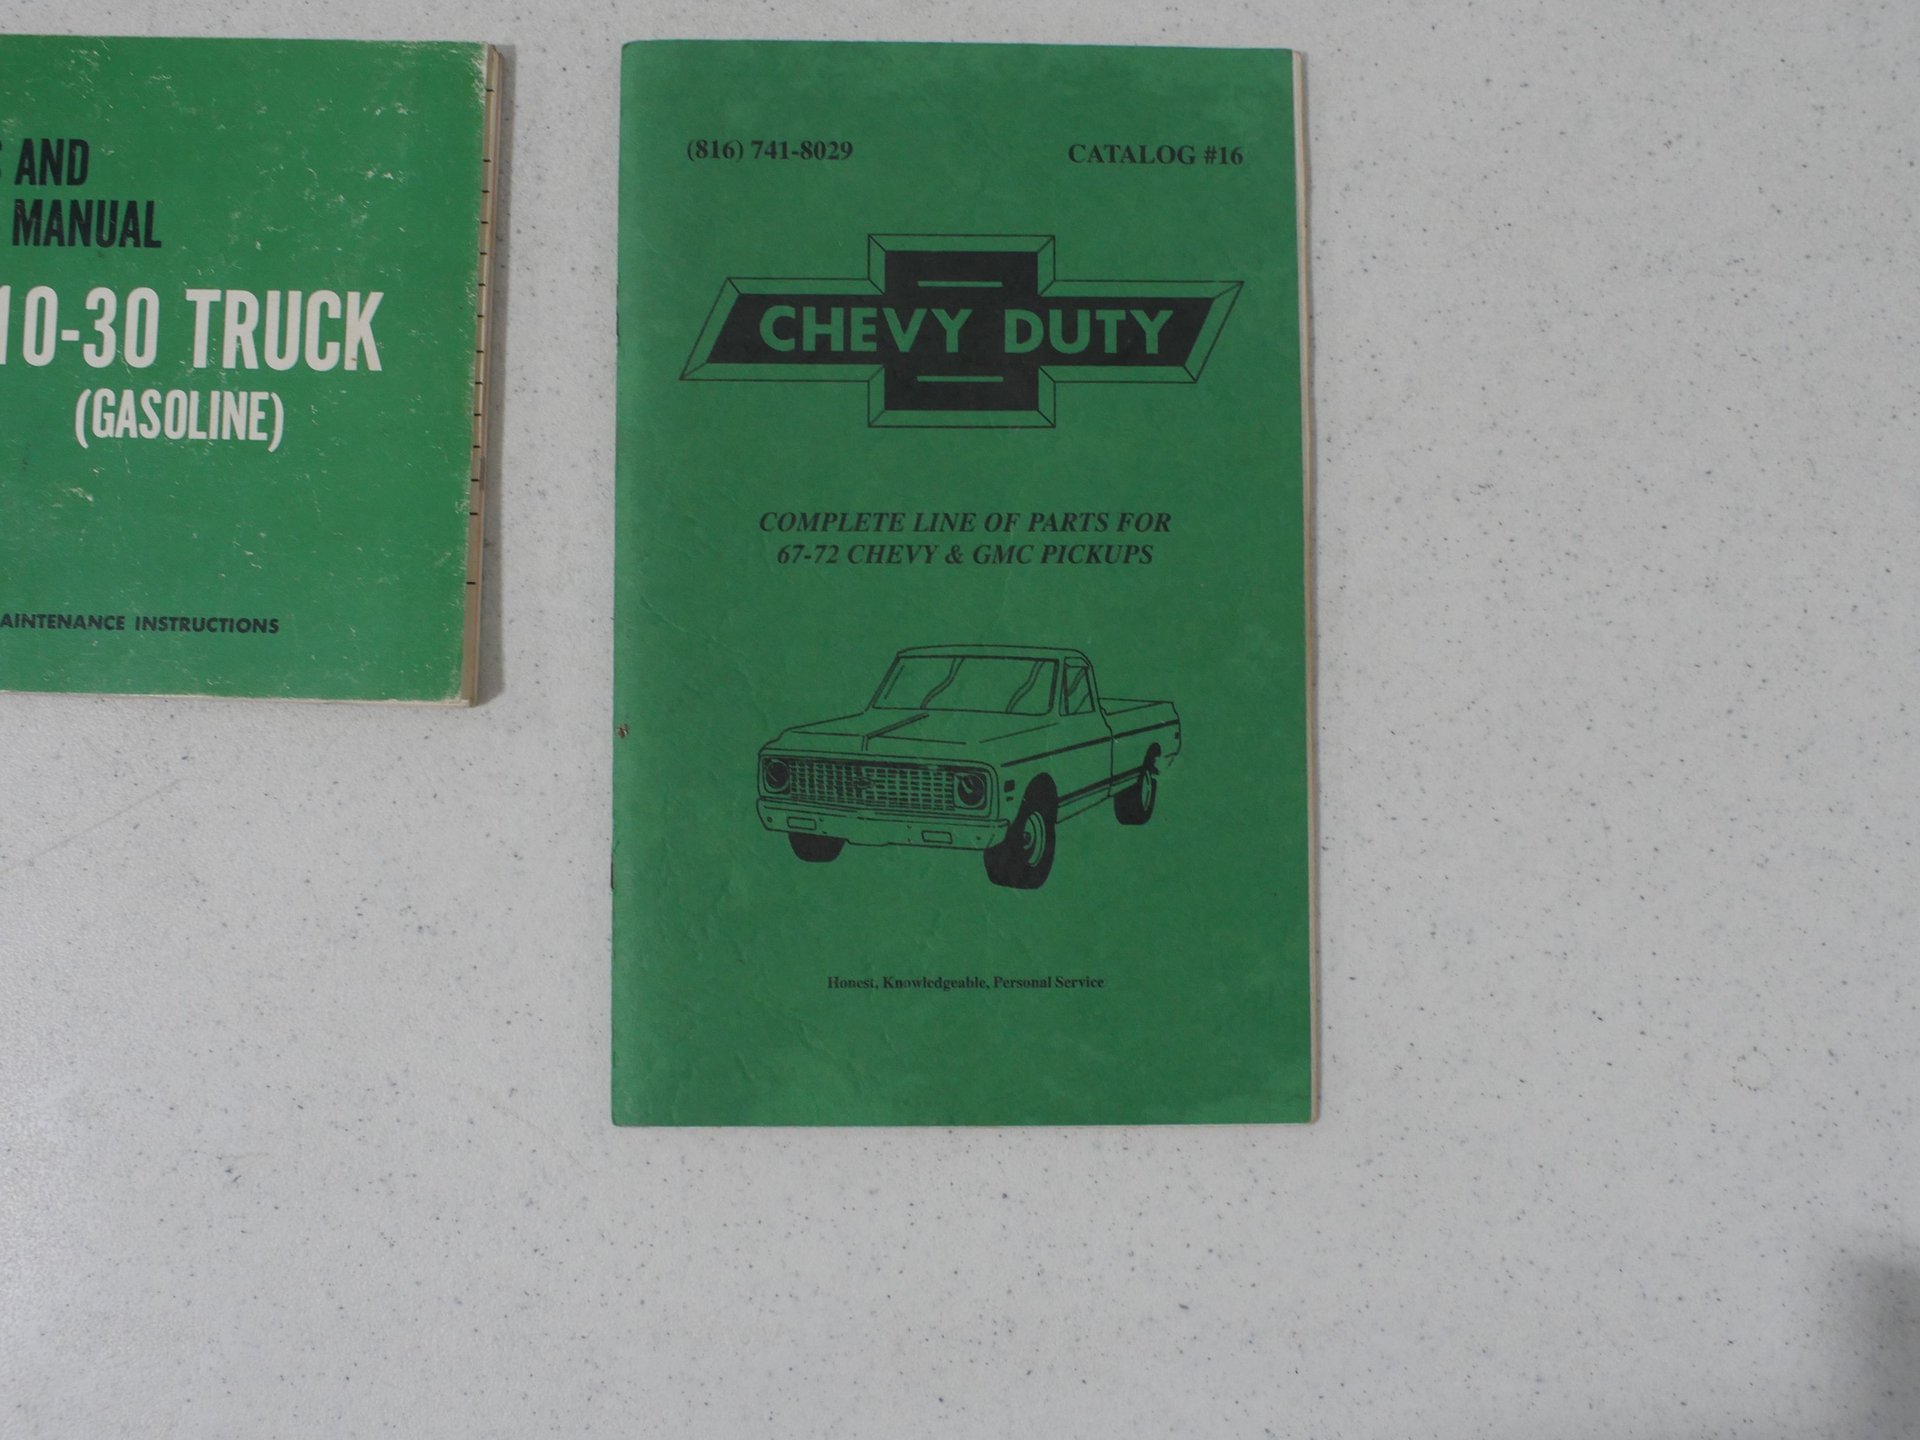 AND
MANUAL
10-30 TRUCK
(GASOLINE)
INSTRUCTIONS
(816) 741-8029
CATALOG #16
CHEVY DUTY
COMPLETE LINE OF PARTS FOR
67-72 CHEVY & GMC PICKUPS
Honest, Knowledgeable, Personal Service